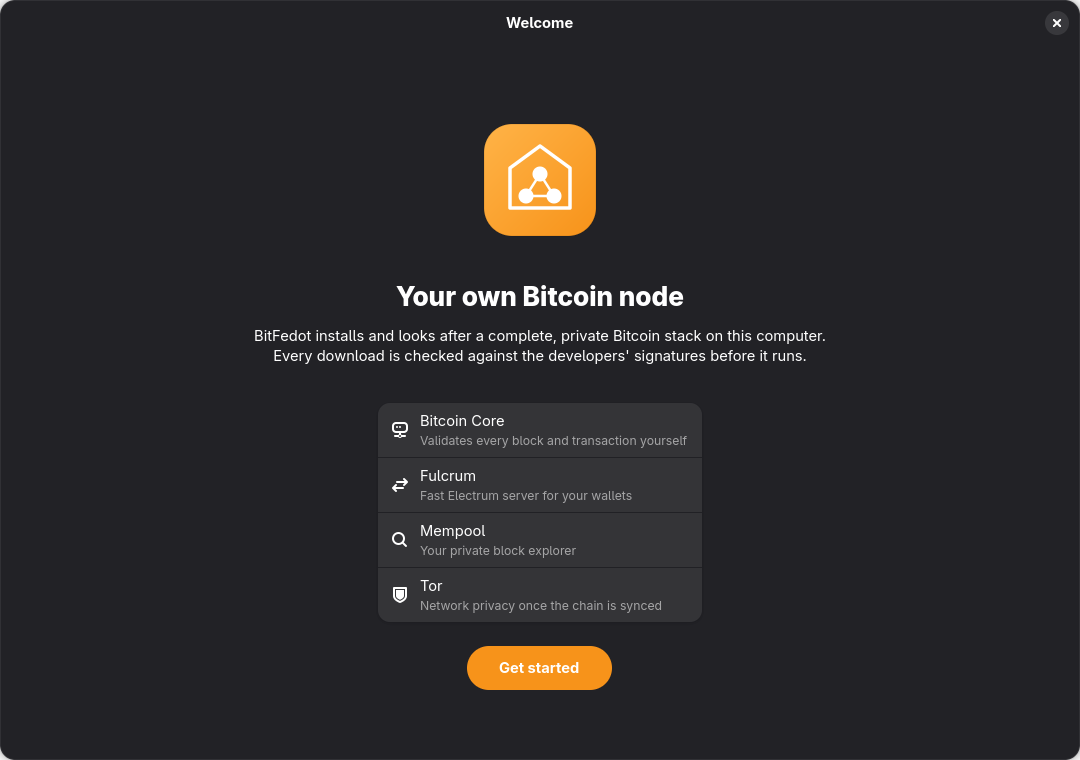 Welcome
Your own Bitcoin node
BitFedot installs and looks after a complete, private Bitcoin stack on this computer.
Every download is checked against the developers' signatures before it runs.
Bitcoin Core
Validates every block and transaction yourself
Fulcrum
Fast Electrum server for your wallets
Mempool
Your private block explorer
Tor
Network privacy once the chain is synced
Get started